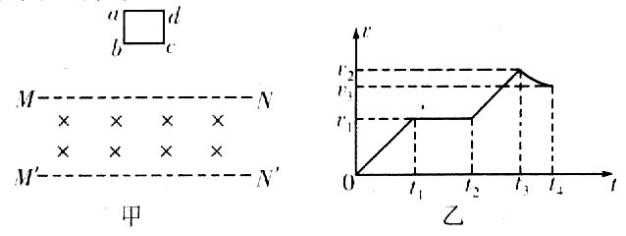 a d
b c
M N
× × × ×
× × × ×
M' N'
甲
v
v₂
v₃
v₁
0 t₁ t₂ t₃ t₄ t
乙